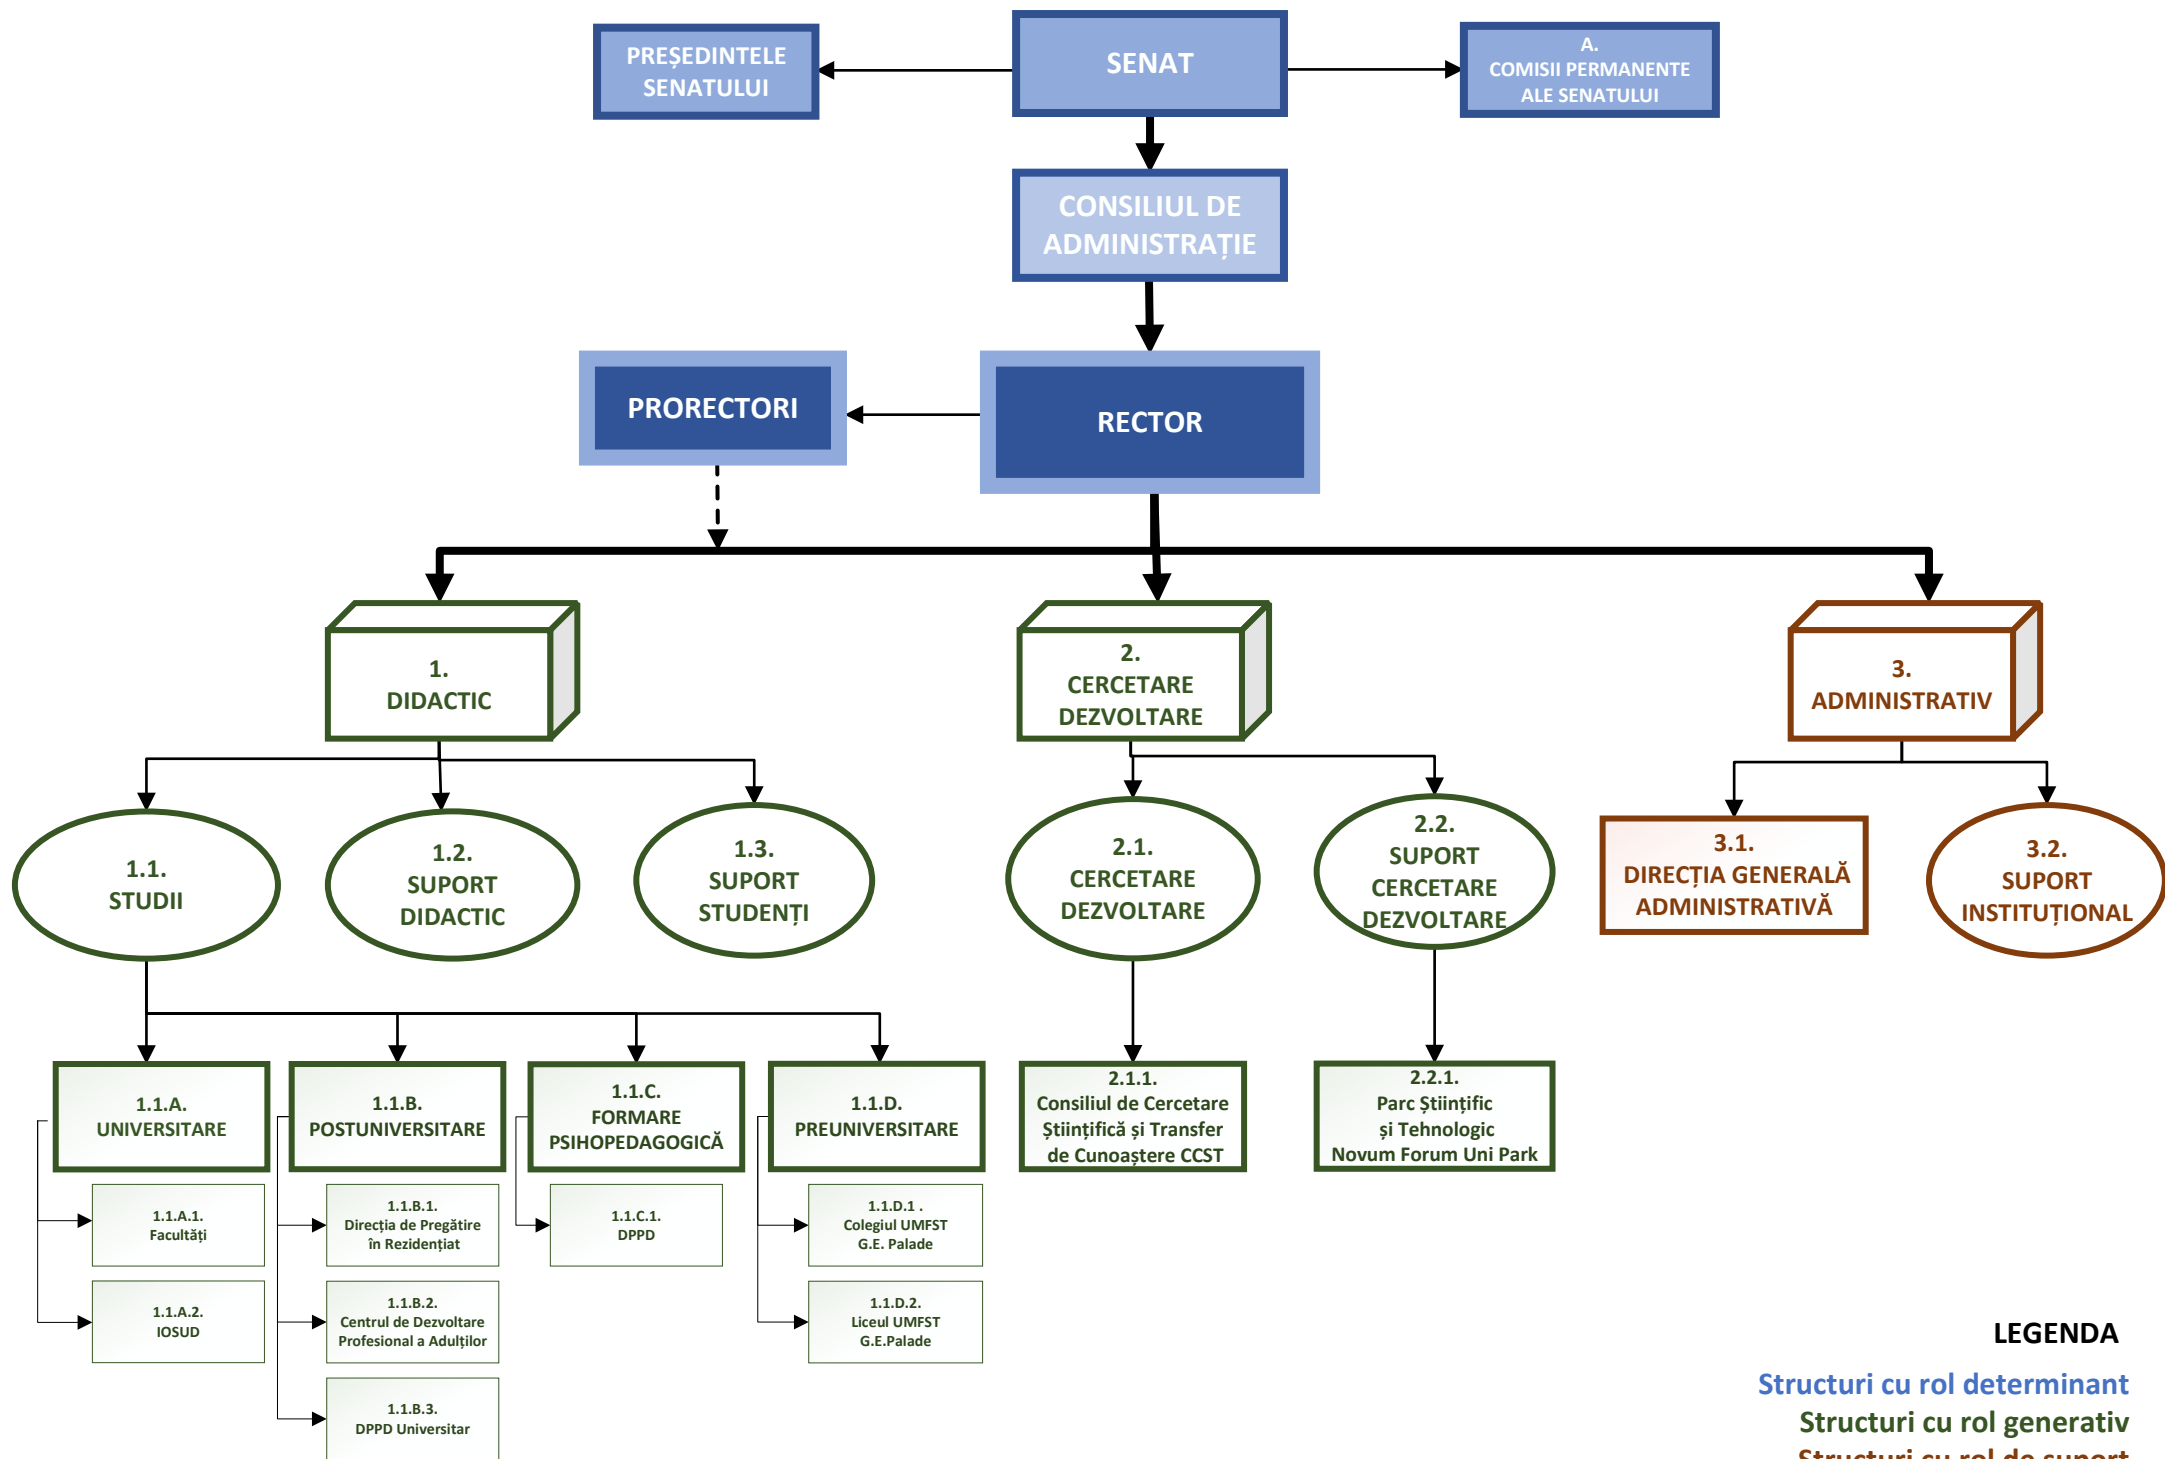 PREȘEDINTELE
SENATULUI
SENAT
A.
COMISII PERMANENTE
ALE SENATULUI
CONSILIUL DE
ADMINISTRAȚIE
PRORECTORI
RECTOR
1.
DIDACTIC
2.
CERCETARE
DEZVOLTARE
3.
ADMINISTRATIV
1.1.
STUDII
1.2.
SUPORT
DIDACTIC
1.3.
SUPORT
STUDENȚI
2.1.
CERCETARE
DEZVOLTARE
2.2.
SUPORT
CERCETARE
DEZVOLTARE
3.1.
DIRECȚIA GENERALĂ
ADMINISTRATIVĂ
3.2.
SUPORT
INSTITUȚIONAL
1.1.A.
UNIVERSITARE
1.1.B.
POSTUNIVERSITARE
1.1.C.
FORMARE
PSIHOPEDAGOGICĂ
1.1.D.
PREUNIVERSITARE
2.1.1.
Consiliul de Cercetare
Științifică și Transfer
de Cunoaștere CCST
2.2.1.
Parc Științific
și Tehnologic
Novum Forum Uni Park
1.1.A.1.
Facultăți
1.1.B.1.
Direcția de Pregătire
în Rezidențiat
1.1.C.1.
DPPD
1.1.D.1 .
Colegiul UMFST
G.E. Palade
1.1.A.2.
IOSUD
1.1.B.2.
Centrul de Dezvoltare
Profesional a Adulților
1.1.D.2.
Liceul UMFST
G.E.Palade
1.1.B.3.
DPPD Universitar
LEGENDA
Structuri cu rol determinant
Structuri cu rol generativ
Structuri cu rol de suport